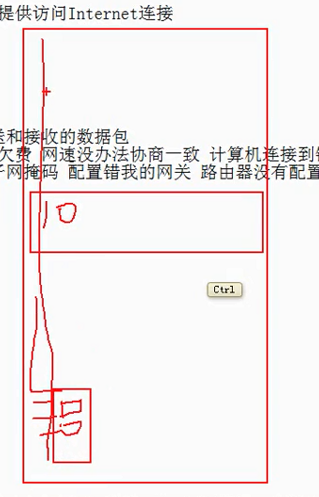 提供访问Internet连接
送和接收的数据包
欠费 网速没办法协商一致 计算机连接到
子网掩码 配置错我的网关 路由器没有配置
10
Ctrl